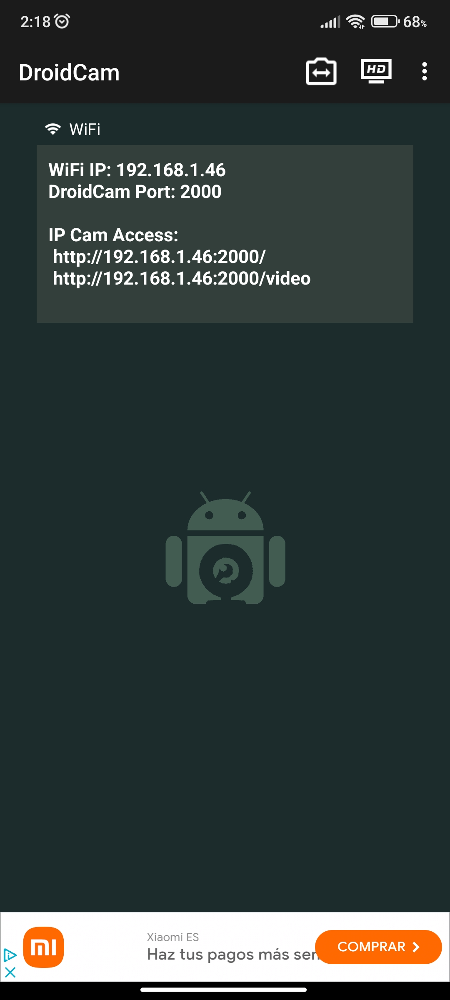 2:18
68%
DroidCam
HD
WiFi
WiFi IP: 192.168.1.46
DroidCam Port: 2000
IP Cam Access:
http://192.168.1.46:2000/
http://192.168.1.46:2000/video
Xiaomi ES
Haz tus pagos más sen
COMPRAR